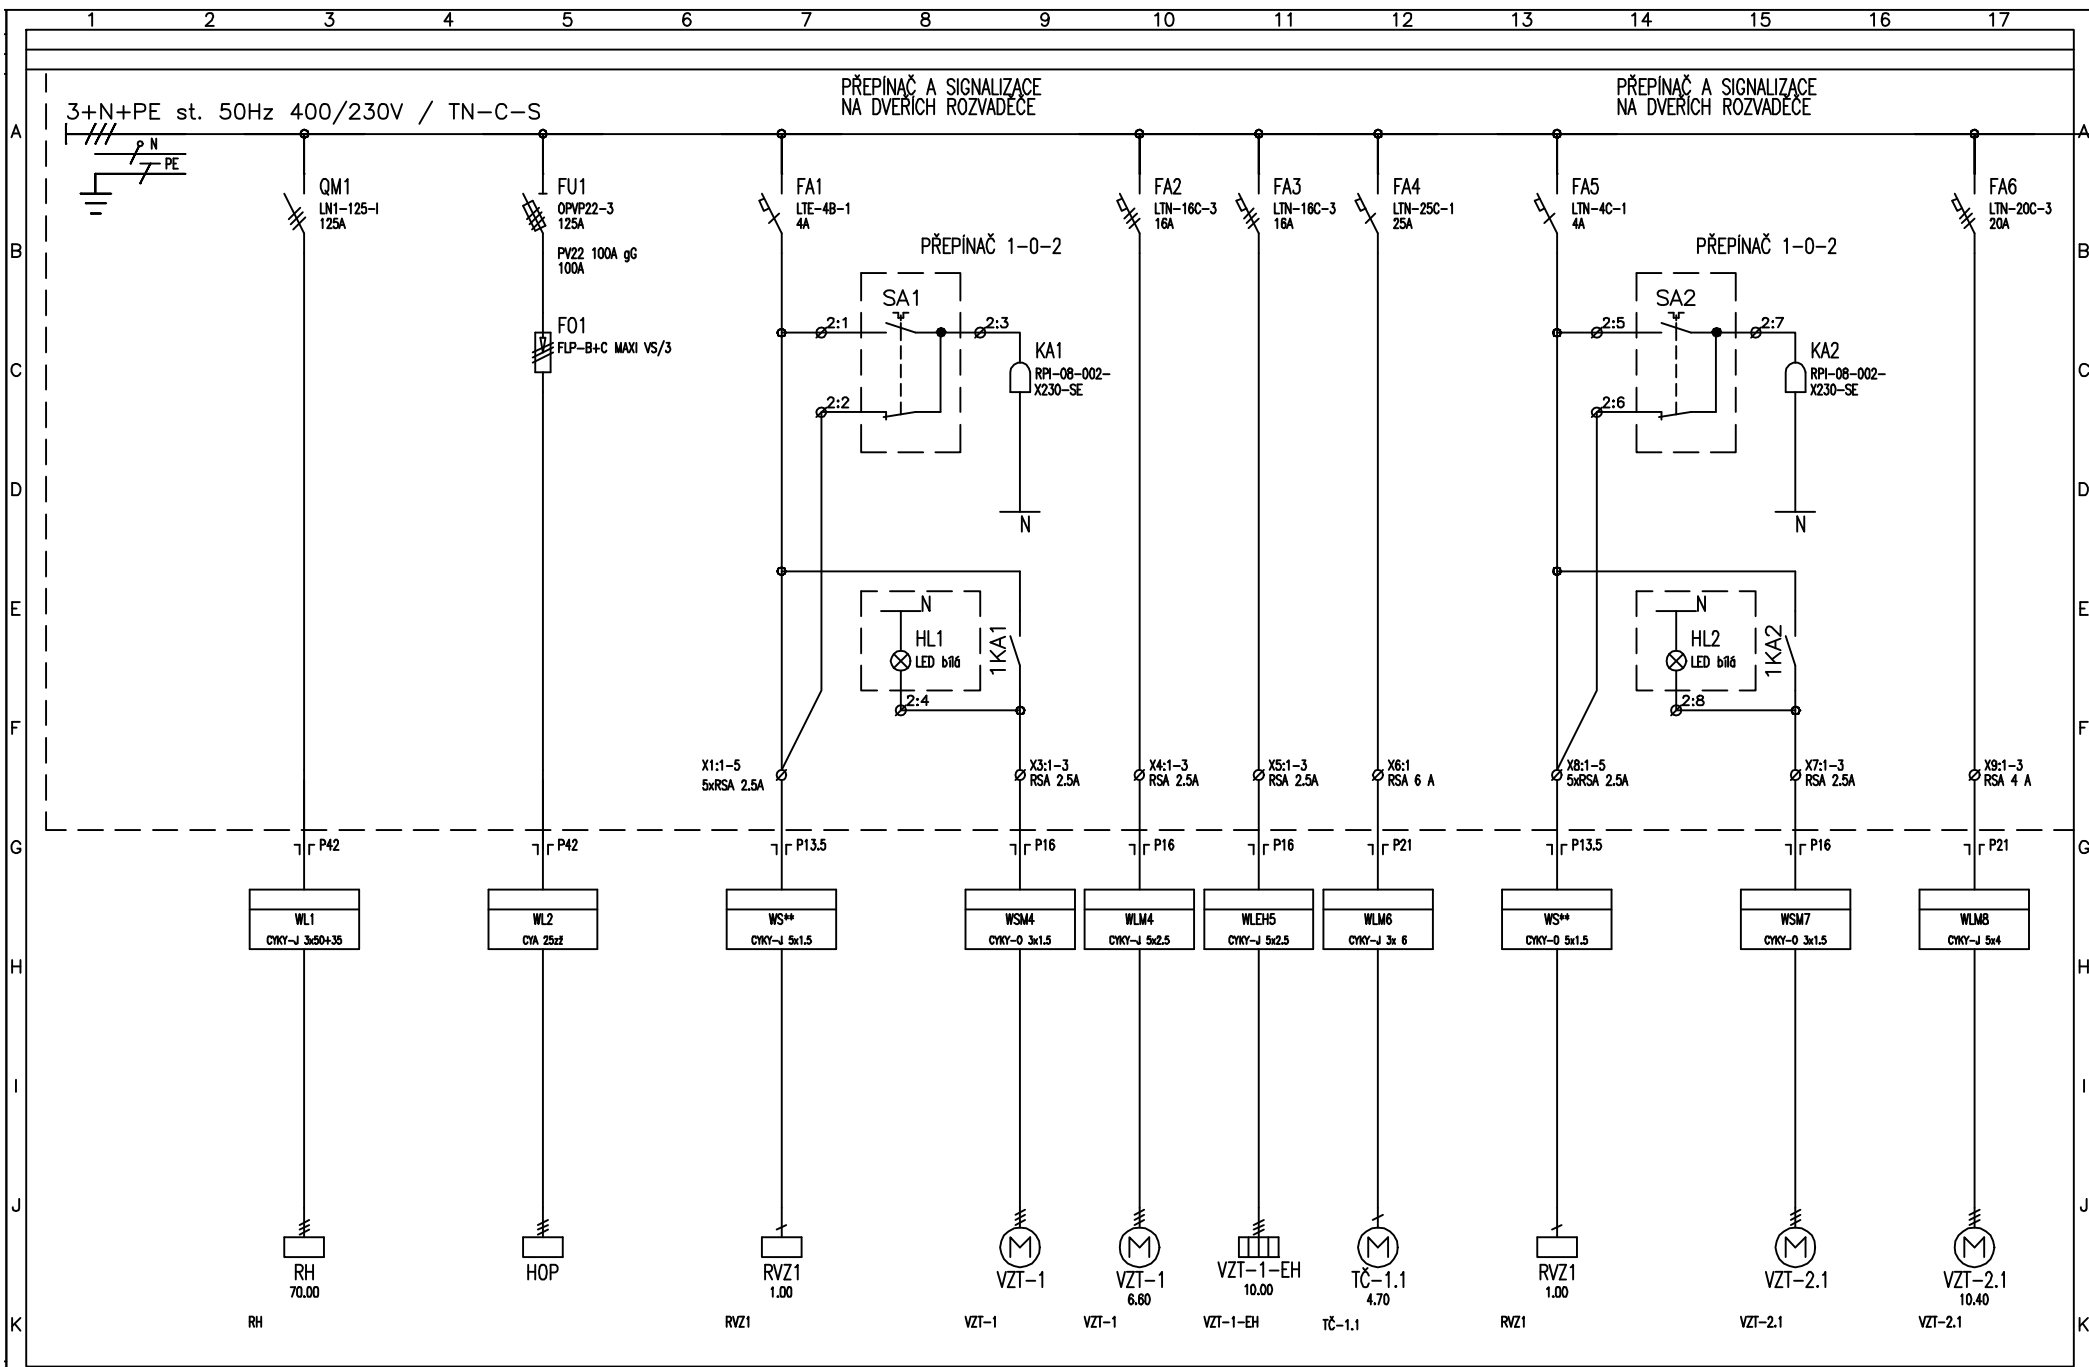 1 2 3 4 5 6 7 8 9 10 11 12 13 14 15 16 17
PŘEPÍNAČ A SIGNALIZACE
NA DVEŘÍCH ROZVADĚČE
PŘEPÍNAČ A SIGNALIZACE
NA DVEŘÍCH ROZVADĚČE
3+N+PE st. 50Hz 400/230V / TN-C-S
A A
N
PE
QM1
LN1-125-I
125A
FU1
OPVP22-3
125A
PV22 100A gG
100A
FA1
LTE-4B-1
4A
FA2
LTN-16C-3
16A
FA3
LTN-16C-3
16A
FA4
LTN-25C-1
25A
FA5
LTN-4C-1
4A
FA6
LTN-20C-3
20A
B B
PŘEPÍNAČ 1-0-2
PŘEPÍNAČ 1-0-2
SA1
SA2
FO1
FLP-B+C MAXI VS/3
2:1
2:3
KA1
RPI-08-002-
X230-SE
2:2
2:5
2:7
KA2
RPI-08-002-
X230-SE
2:6
C C
D D
N
N
E E
N
HL1
LED bílá
1KA1
2:4
N
HL2
LED bílá
1KA2
2:8
F F
X1:1-5
5xRSA 2.5A
X3:1-3
RSA 2.5A
X4:1-3
RSA 2.5A
X5:1-3
RSA 2.5A
X6:1
RSA 6 A
X8:1-5
5xRSA 2.5A
X7:1-3
RSA 2.5A
X9:1-3
RSA 4 A
G G
P42 P42 P13.5 P16 P16 P16 P21 P13.5 P16 P21
WL1
CYKY-J 3x50+35
WL2
CYA 25zž
WS**
CYKY-J 5x1.5
WSM4
CYKY-O 3x1.5
WLM4
CYKY-J 5x2.5
WLEH5
CYKY-J 5x2.5
WLM6
CYKY-J 3x 6
WS**
CYKY-O 5x1.5
WSM7
CYKY-O 3x1.5
WLM8
CYKY-J 5x4
H H
I I
J J
RH
70.00
HOP
RVZ1
1.00
M
VZT-1
M
VZT-1
6.60
VZT-1-EH
10.00
M
TČ-1.1
4.70
RVZ1
1.00
M
VZT-2.1
M
VZT-2.1
10.40
K K
RH RVZ1 VZT-1 VZT-1 VZT-1-EH TČ-1.1 RVZ1 VZT-2.1 VZT-2.1